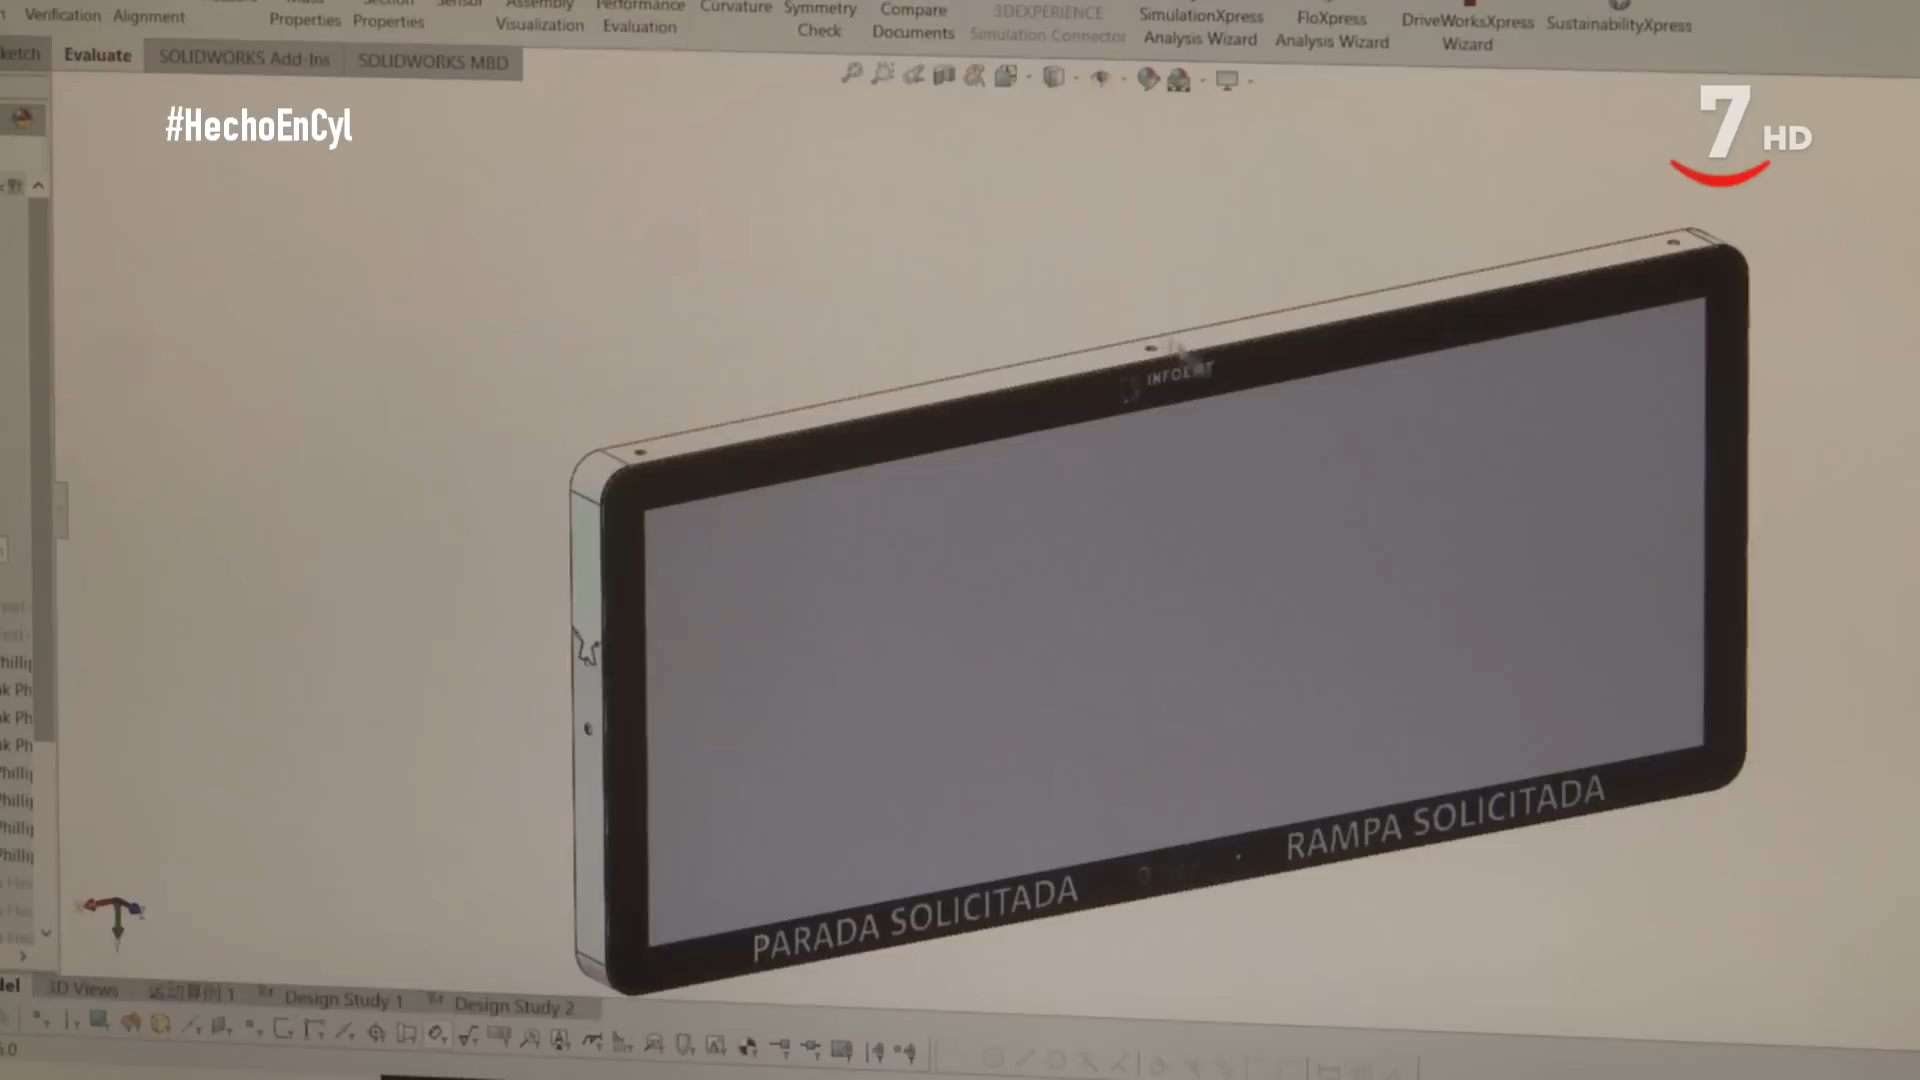 Verification Alignment
Properties Properties
Visualization
Performance
Evaluation
Curvature
Symmetry
Check
Compare
Documents
3DEXPERIENCE
Simulation Connector
SimulationXpress
Analysis Wizard
FloXpress
Analysis Wizard
DriveWorksXpress
Wizard
SustainabilityXpress
Evaluate SOLIDWORKS Add-Ins SOLIDWORKS MBD
#HechoEnCyl
7 HD
PARADA SOLICITADA
RAMPA SOLICITADA
3D Views
Design Study 1
Design Study 2